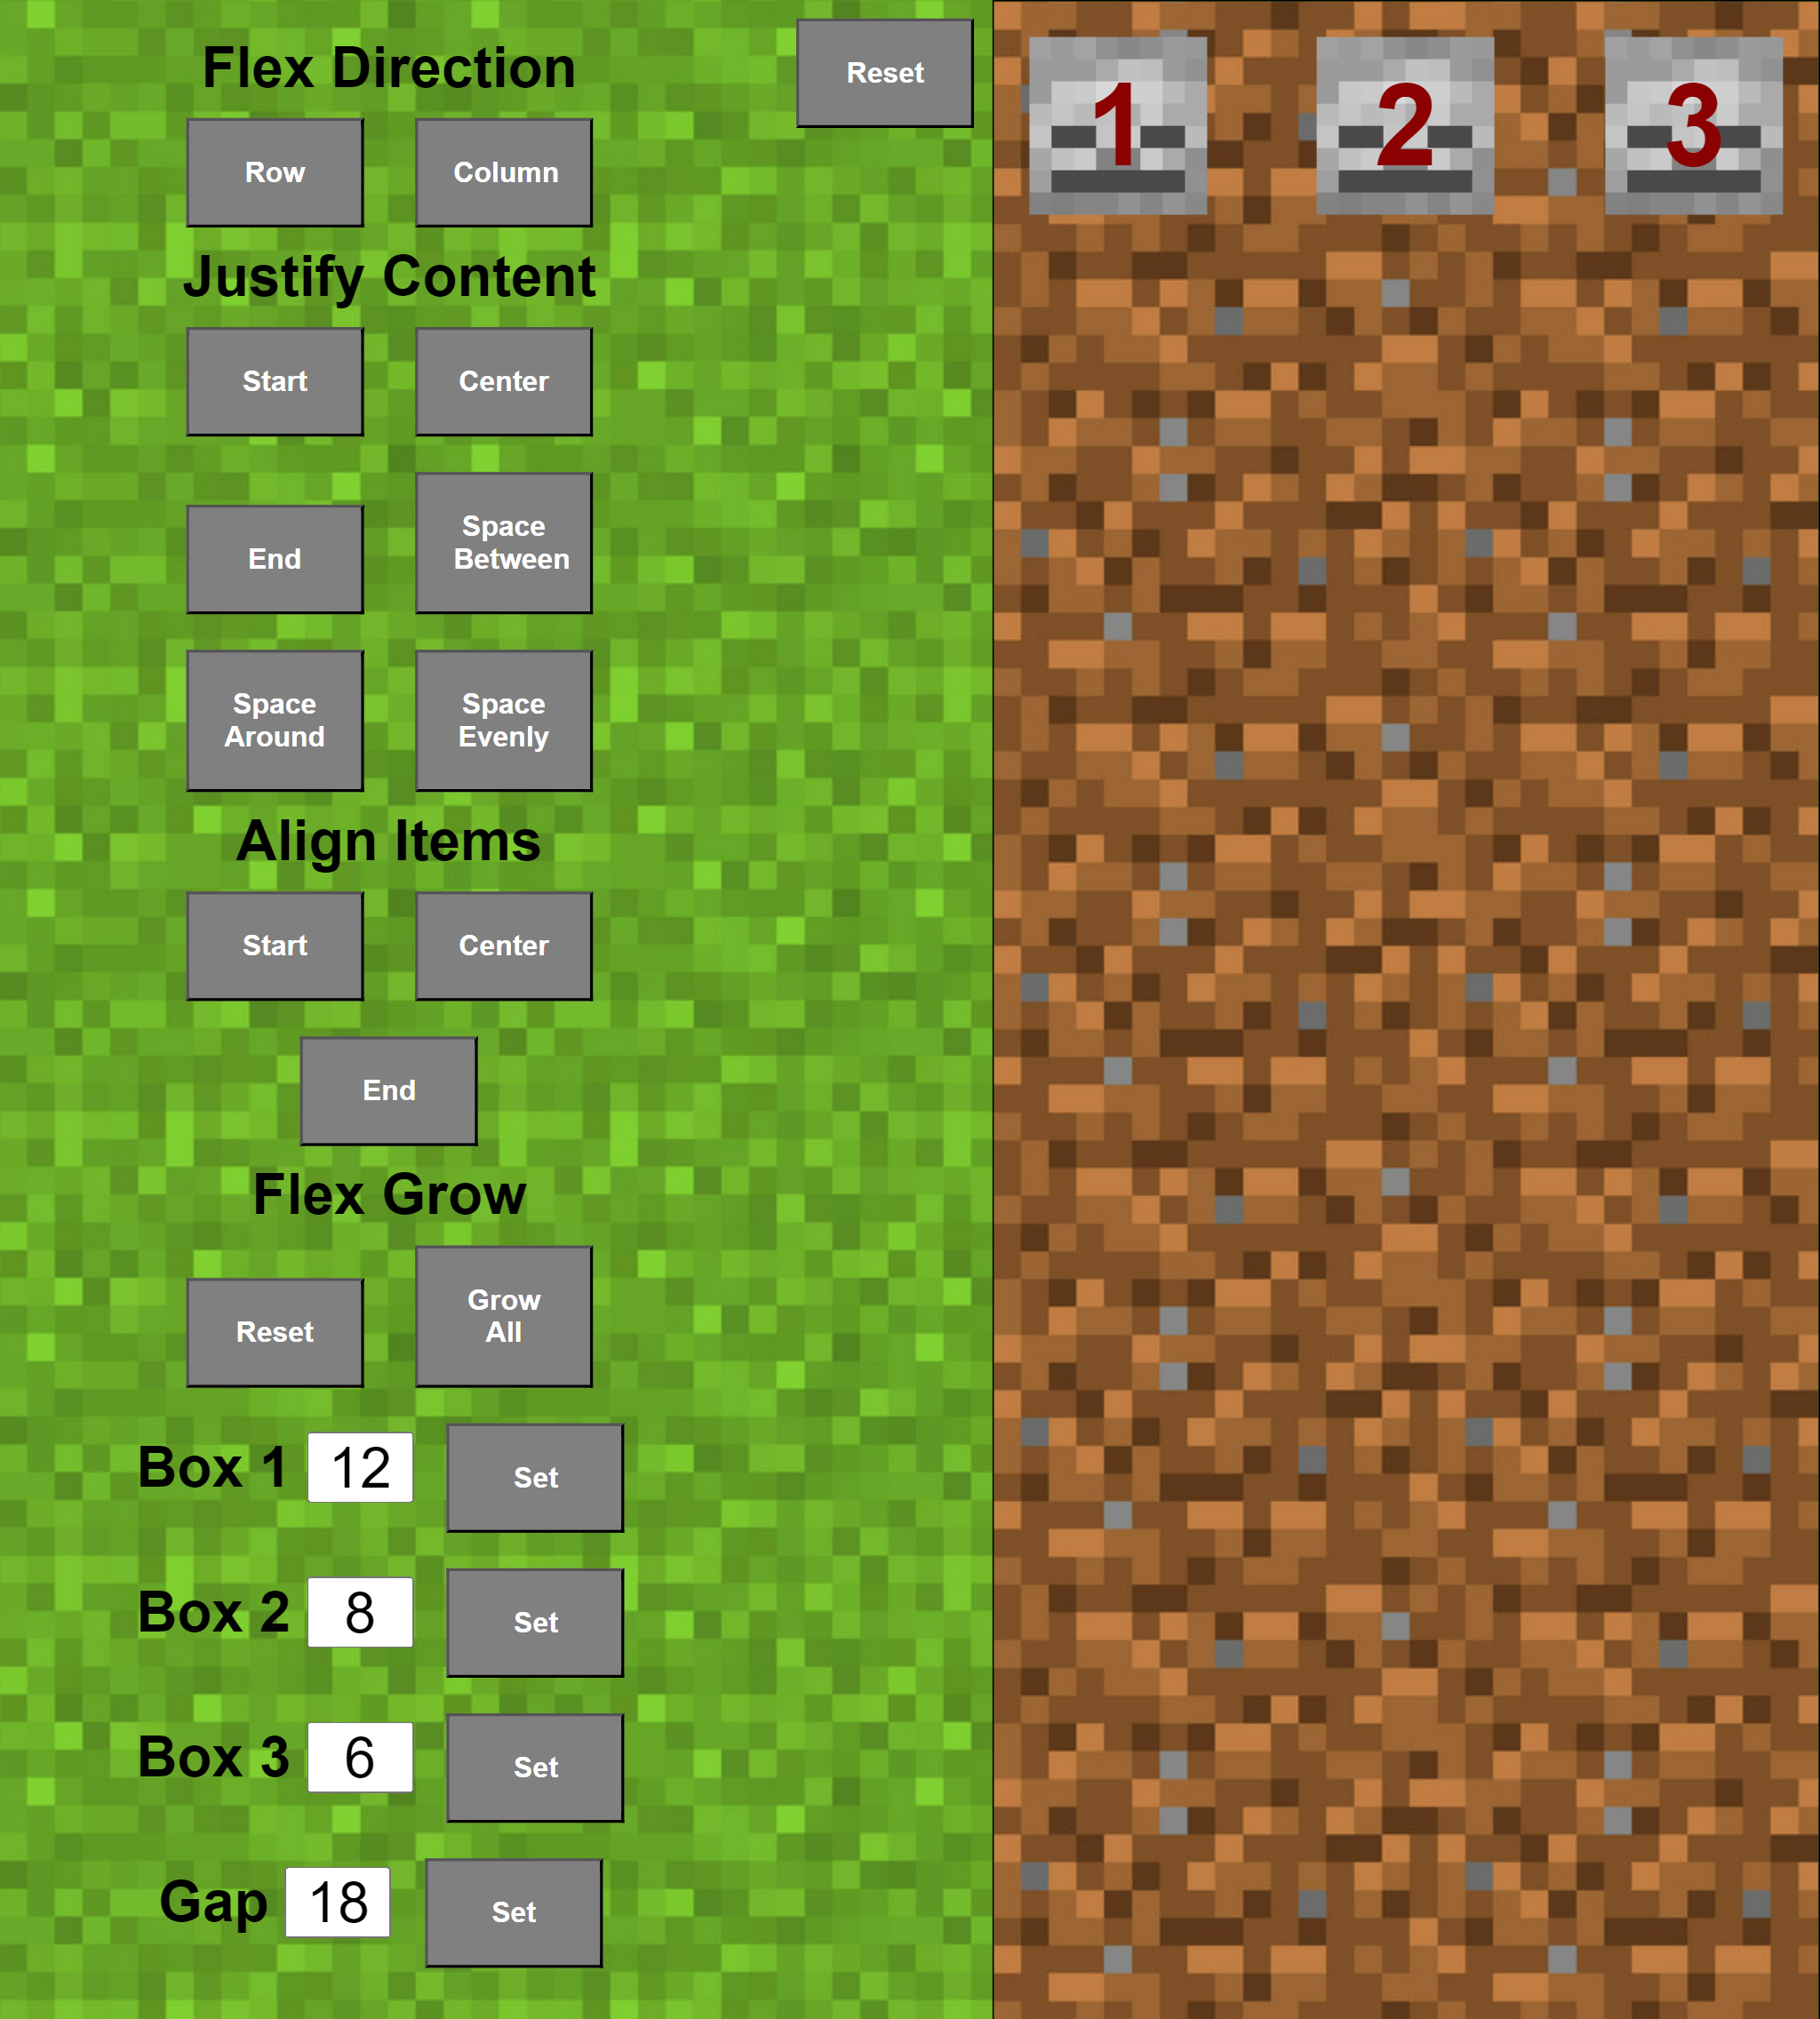 Flex Direction
Reset
Row
Column
Justify Content
Start
Center
End
Space
Between
Space
Around
Space
Evenly
Align Items
Start
Center
End
Flex Grow
Reset
Grow
All
Box 1 12 Set
Box 2 8 Set
Box 3 6 Set
Gap 18 Set
1
2
3